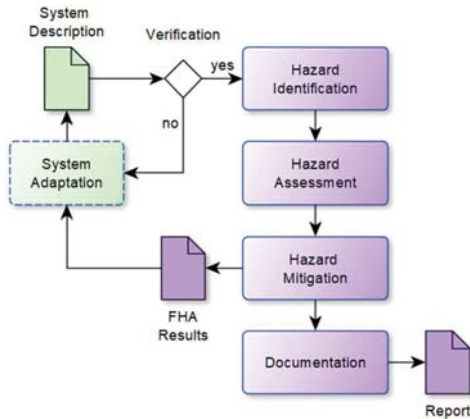 System
Description
Verification
yes
no
Hazard
Identification
System
Adaptation
Hazard
Assessment
Hazard
Mitigation
FHA
Results
Documentation
Report